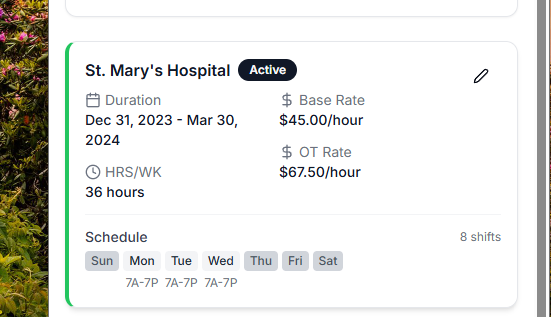 St. Mary's Hospital Active
Duration
Dec 31, 2023 - Mar 30,
2024
Base Rate
$45.00/hour
HRS/WK
36 hours
OT Rate
$67.50/hour
Schedule 8 shifts
Sun Mon Tue Wed Thu Fri Sat
7A-7P 7A-7P 7A-7P